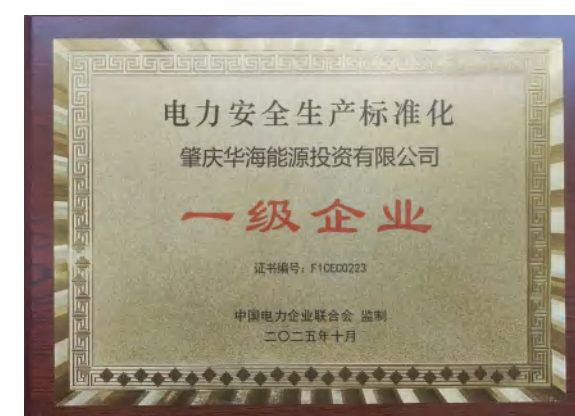 电力安全生产标准化
肇庆华海能源投资有限公司
一级企业
证书编号：F1CEC0223
中国电力企业联合会 监制
二〇二五年十月